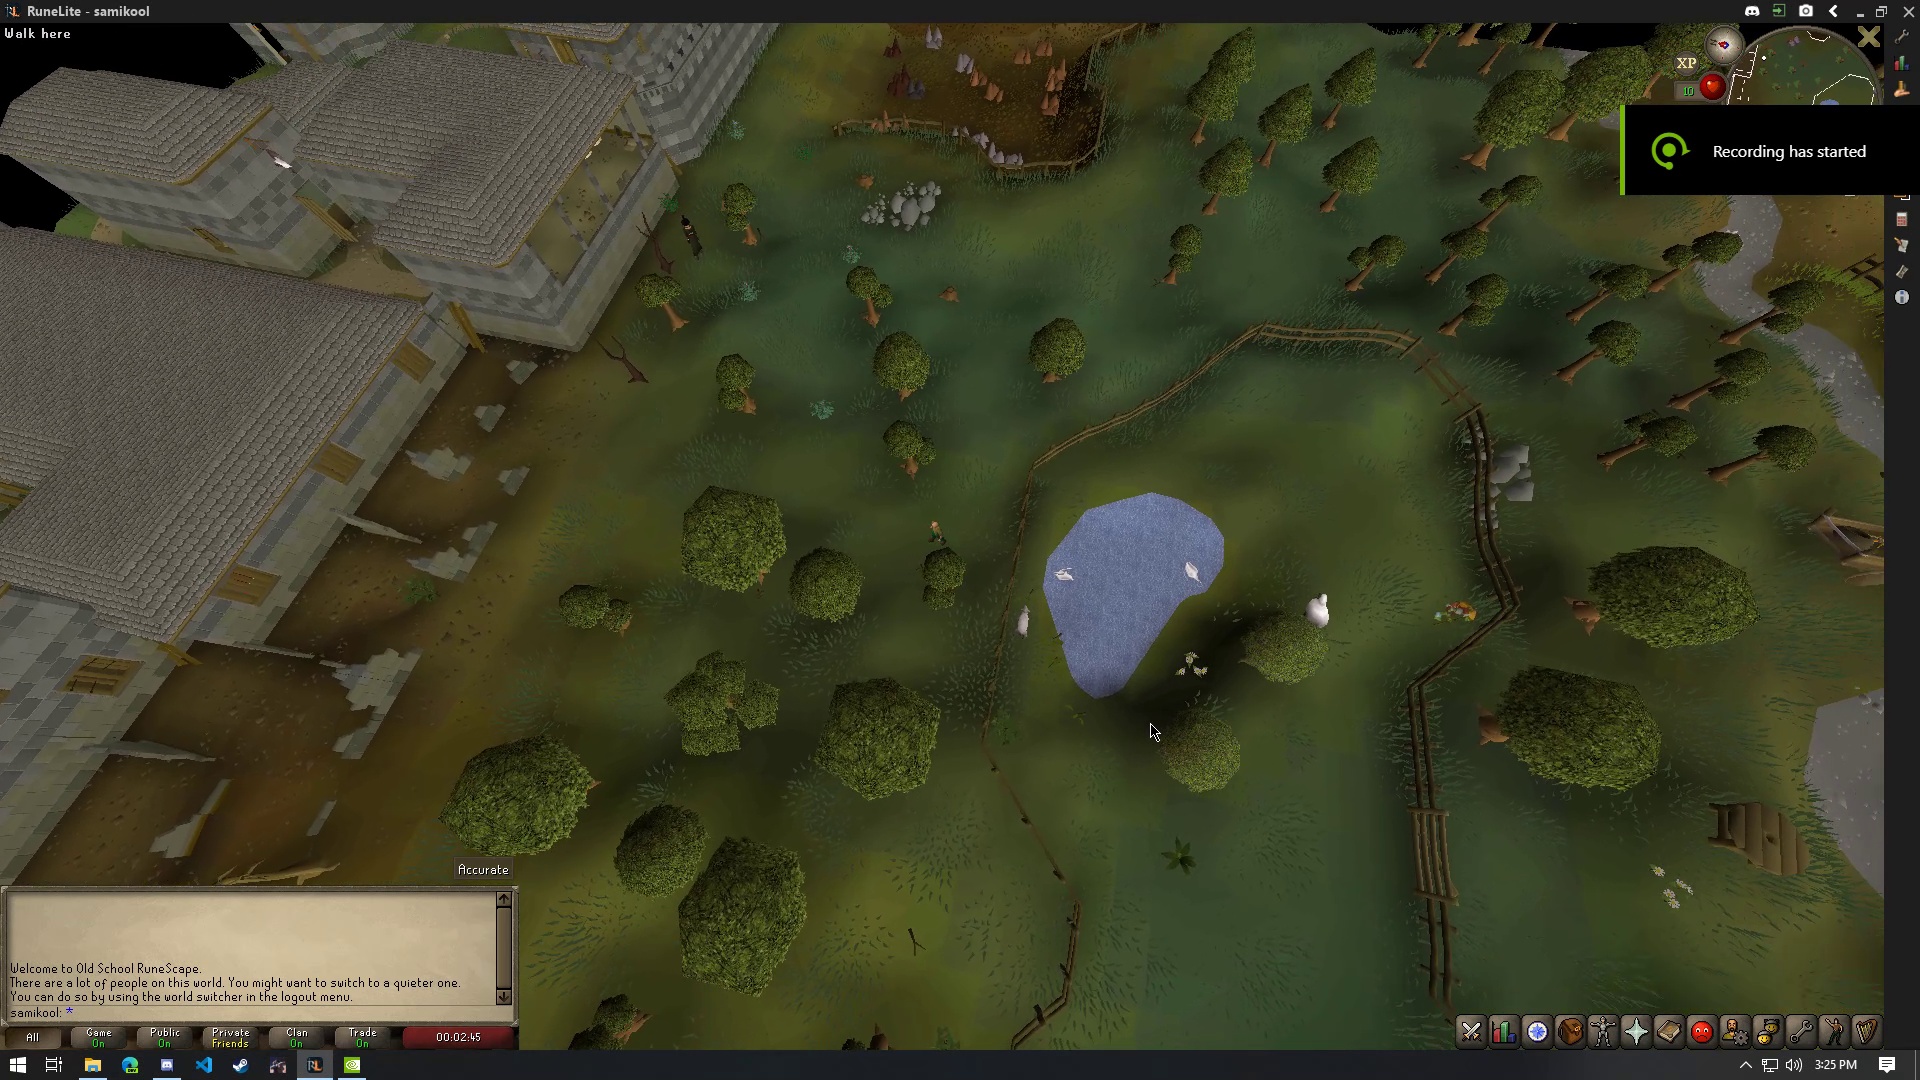 RuneLite - samikool
Walk here
XP
10
Recording has started
Accurate
Welcome to Old School RuneScape.
There are a lot of people on this world. You might want to switch to a quieter one.
You can do so by using the world switcher in the logout menu.
samikool: *
All
Game
On
Public
On
Private
Friends
Clan
On
Trade
On
00:02:45
3:25 PM